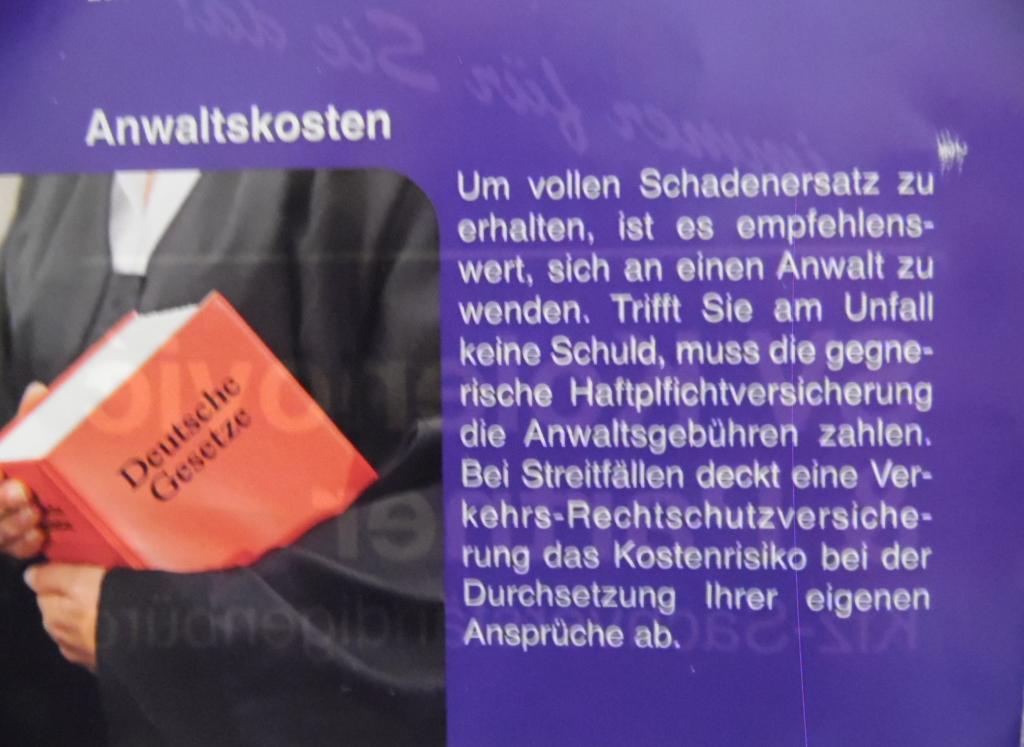 Anwaltskosten
Um vollen Schadenersatz zu
erhalten, ist es empfehlens-
wert, sich an einen Anwalt zu
wenden. Trifft Sie am Unfall
keine Schuld, muss die gegne-
rische Haftplfichtversicherung
die Anwaltsgebühren zahlen.
Bei Streitfällen deckt eine Ver-
kehrs-Rechtschutzversiche-
rung das Kostenrisiko bei der
Durchsetzung Ihrer eigenen
Ansprüche ab.
Deutsche
Gesetze